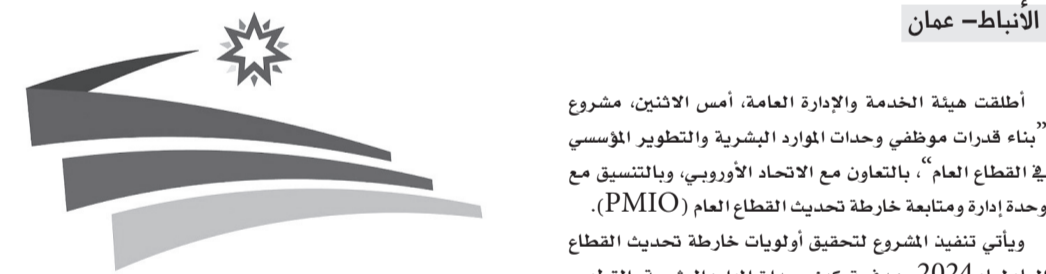 الأنباط– عمان
أطلقت هيئة الخدمة والإدارة العامة، أمس الاثنين، مشروع
”بناء قدرات موظفي وحدات الموارد البشرية والتطوير المؤسسي
في القطاع العام“، بالتعاون مع الاتحاد الأوروبي، وبالتنسيق مع
وحدة إدارة ومتابعة خارطة تحديث القطاع العام (PMIO).
ويأتي تنفيذ المشروع لتحقيق أولويات خارطة تحديث القطاع
2024